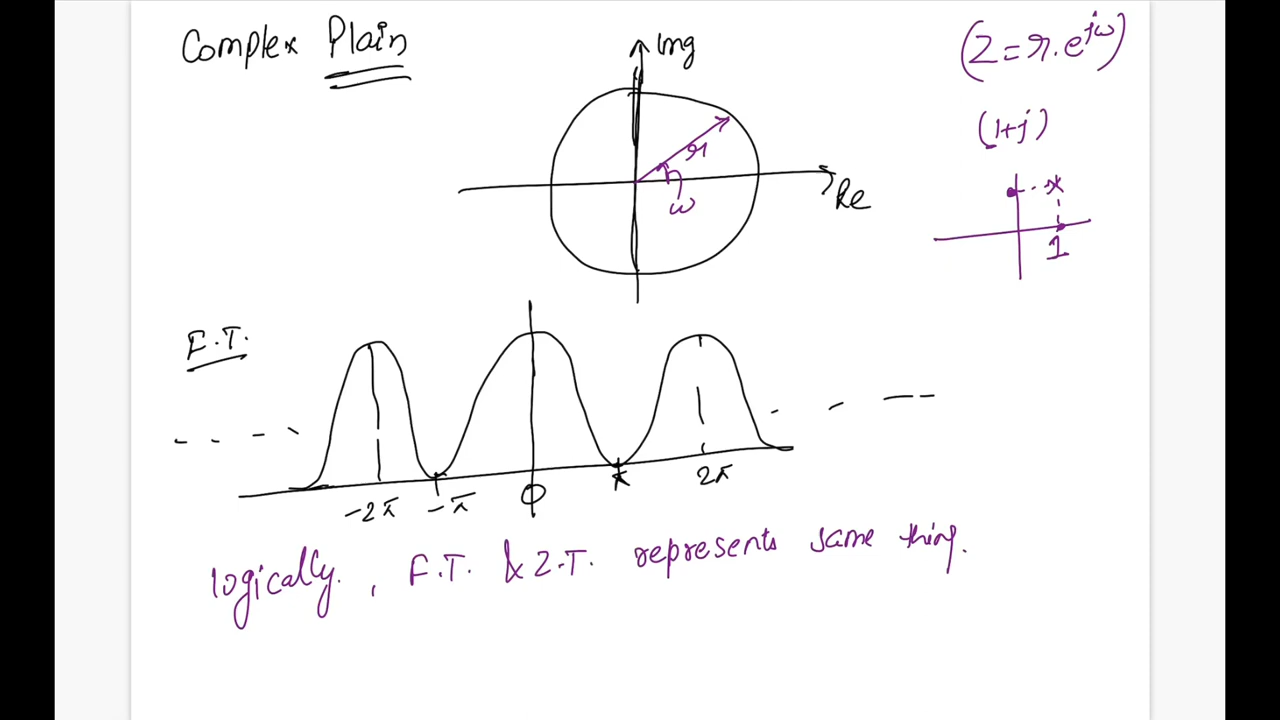 Complex Plain
Img
(Z = r.e^jω)
(1+j)
r
ω
Re
1
F.T.
-2π -π 0 π 2π
logically, F.T. & Z.T. represents same thing.